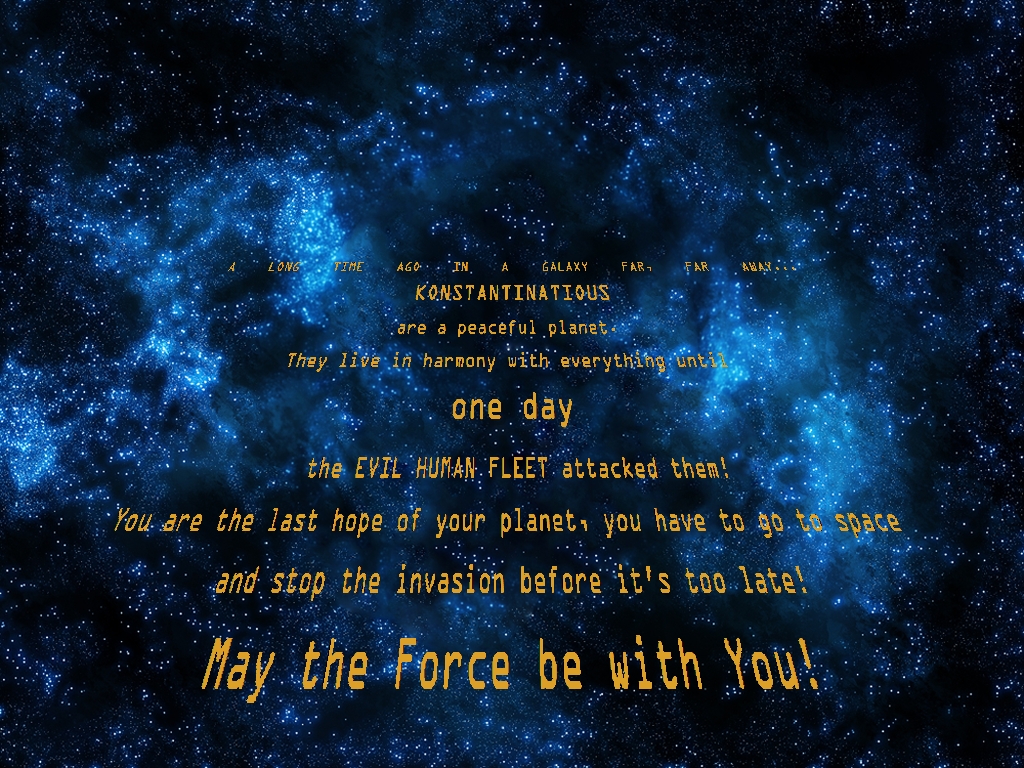 A LONG TIME AGO IN A GALAXY FAR, FAR AWAY...
KONSTANTINATIOUS
are a peaceful planet.
They live in harmony with everything until
one day
the EVIL HUMAN FLEET attacked them!
You are the last hope of your planet, you have to go to space
and stop the invasion before it's too late!
May the Force be with You!